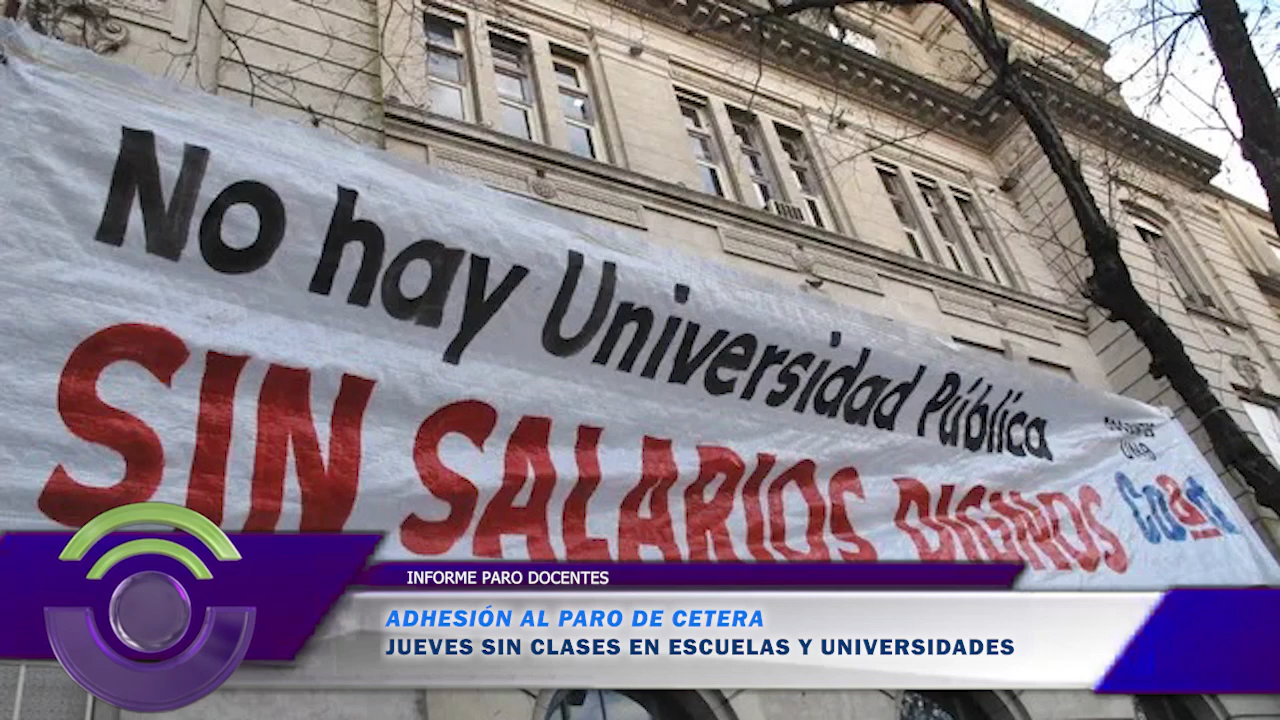 No hay Universidad Pública
SIN SALARIOS DIGNOS
Coad
INFORME PARO DOCENTES
ADHESIÓN AL PARO DE CETERA
JUEVES SIN CLASES EN ESCUELAS Y UNIVERSIDADES